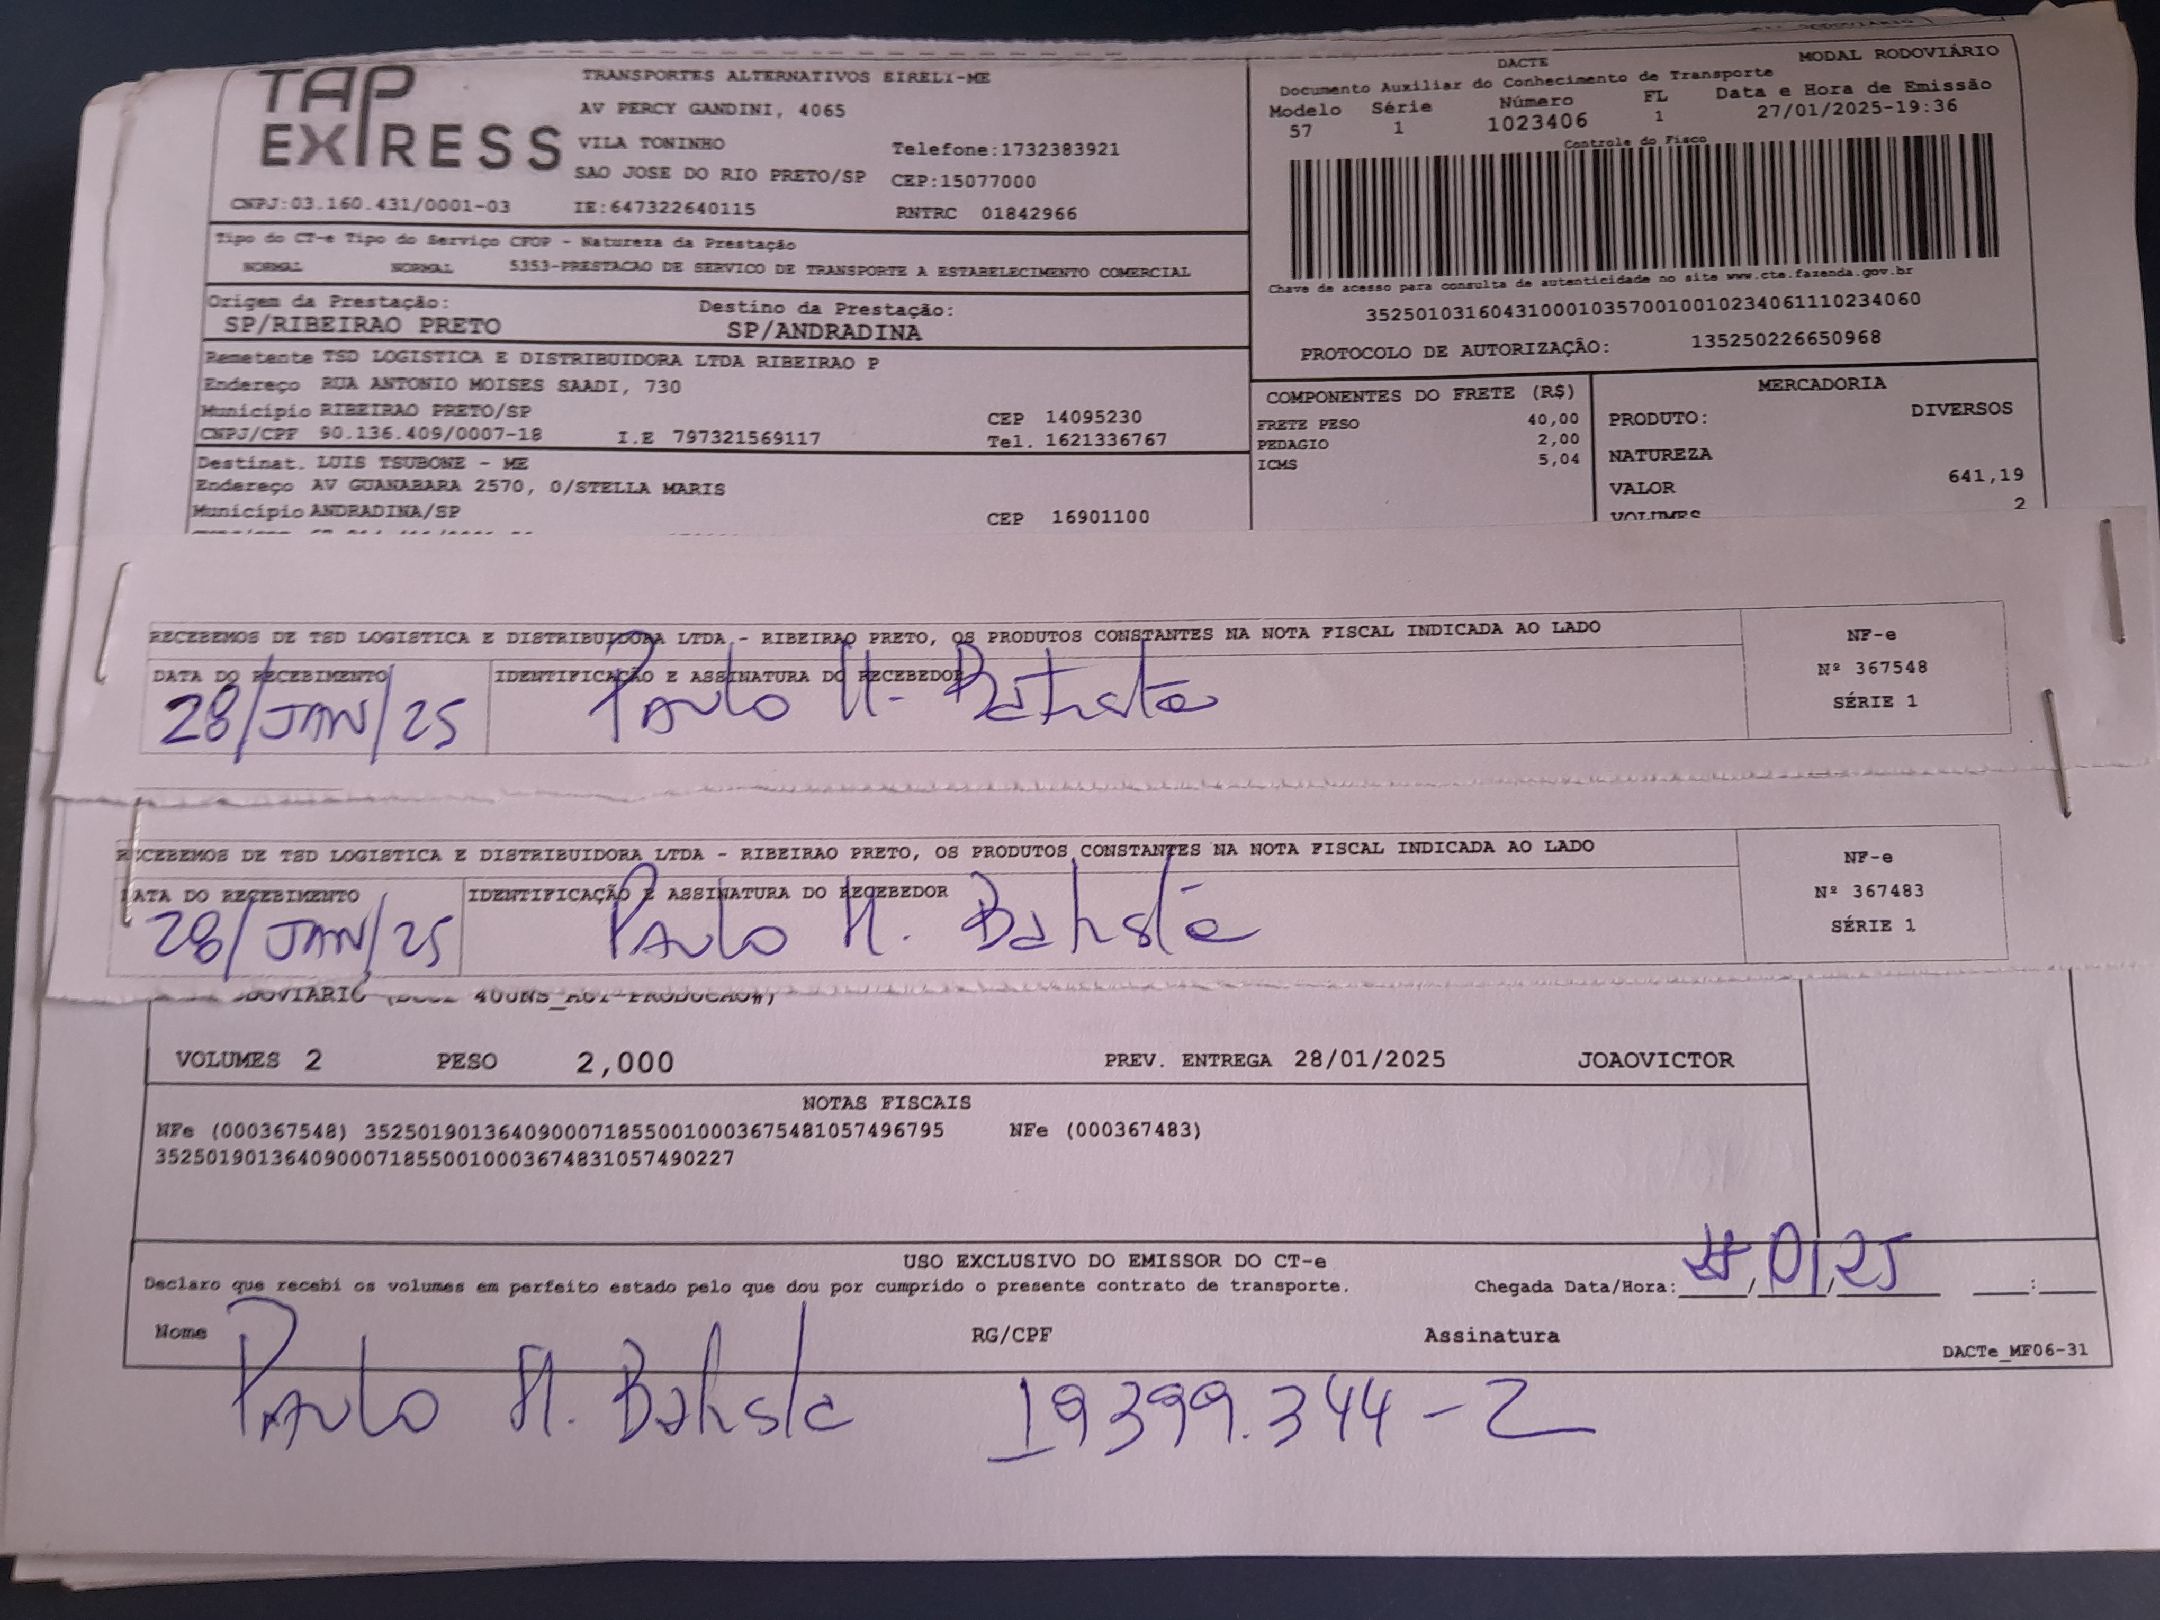 TAP EXPRESS
TRANSPORTES ALTERNATIVOS EIRELI-ME
AV PERCY GANDINI, 4065
VILA TONINHO Telefone:1732383921
SAO JOSE DO RIO PRETO/SP CEP:15077000
CNPJ:03.160.431/0001-03 IE:647322640115 RNTRC 01842966
DACTE MODAL RODOVIÁRIO
Documento Auxiliar do Conhecimento de Transporte
Modelo Série Número FL Data e Hora de Emissão
57 1 1023406 1 27/01/2025-19:36
Controle do Fisco
Chave de acesso para consulta de autenticidade no site www.cte.fazenda.gov.br
35250103160431000103570010010234061110234060
PROTOCOLO DE AUTORIZAÇÃO: 135250226650968
Tipo do CT-e Tipo do Serviço CFOP - Natureza da Prestação
NORMAL NORMAL 5353-PRESTACAO DE SERVICO DE TRANSPORTE A ESTABELECIMENTO COMERCIAL
Origem da Prestação: Destino da Prestação:
SP/RIBEIRAO PRETO SP/ANDRADINA
Remetente TSD LOGISTICA E DISTRIBUIDORA LTDA RIBEIRAO P
Endereço RUA ANTONIO MOISES SAADI, 730
Município RIBEIRAO PRETO/SP CEP 14095230
CNPJ/CPF 90.136.409/0007-18 I.E 797321569117 Tel. 1621336767
Destinat. LUIS TSUBONE - ME
Endereço AV GUANABARA 2570, 0/STELLA MARIS
Município ANDRADINA/SP CEP 16901100
COMPONENTES DO FRETE (R$)
FRETE PESO 40,00
PEDAGIO 2,00
ICMS 5,04
MERCADORIA
PRODUTO: DIVERSOS
NATUREZA
VALOR 641,19
VOLUMES 2
RECEBEMOS DE TSD LOGISTICA E DISTRIBUIDORA LTDA - RIBEIRAO PRETO, OS PRODUTOS CONSTANTES NA NOTA FISCAL INDICADA AO LADO
DATA DO RECEBIMENTO IDENTIFICAÇÃO E ASSINATURA DO RECEBEDOR
28/JAN/25 Paulo H. Batista
NF-e
Nº 367548
SÉRIE 1
RECEBEMOS DE TSD LOGISTICA E DISTRIBUIDORA LTDA - RIBEIRAO PRETO, OS PRODUTOS CONSTANTES NA NOTA FISCAL INDICADA AO LADO
DATA DO RECEBIMENTO IDENTIFICAÇÃO E ASSINATURA DO RECEBEDOR
28/JAN/25 Paulo H. Batista
NF-e
Nº 367483
SÉRIE 1
VOLUMES 2 PESO 2,000 PREV. ENTREGA 28/01/2025 JOAOVICTOR
NOTAS FISCAIS
NFe (000367548) 35250190136409000718550010003675481057496795 NFe (000367483)
35250190136409000718550010003674831057490227
USO EXCLUSIVO DO EMISSOR DO CT-e
Declaro que recebi os volumes em perfeito estado pelo que dou por cumprido o presente contrato de transporte. Chegada Data/Hora: / 01 / 25 :
Nome RG/CPF Assinatura
DACTe_MF06-31
Paulo H. Batista 19399.344-2